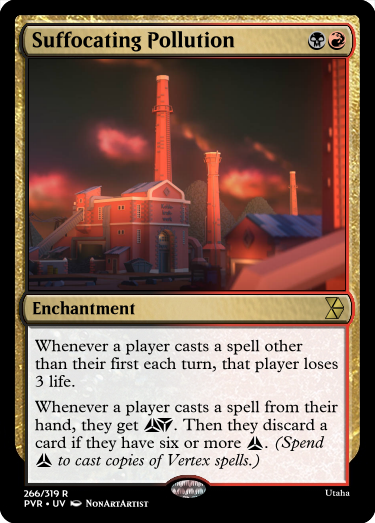 Suffocating Pollution
Enchantment
Whenever a player casts a spell other
than their first each turn, that player loses
3 life.
Whenever a player casts a spell from their
hand, they get . Then they discard a
card if they have six or more . (Spend
to cast copies of Vertex spells.)
266/319 R
PVR • UV NonArtArtist
Utaha